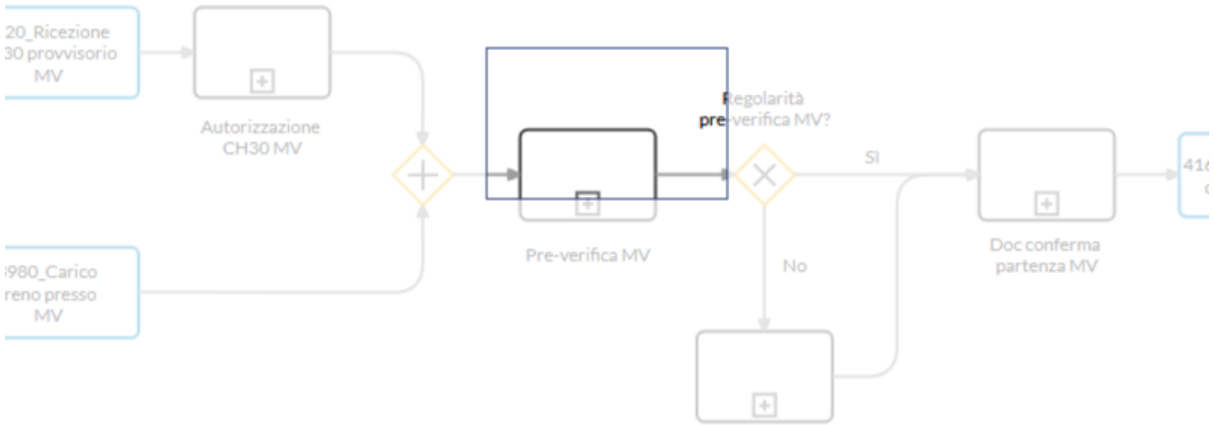 20_Ricezione
30 provvisorio
MV
Autorizzazione
CH30 MV
980_Carico
reno presso
MV
Pre-verifica MV
Regolarità
pre-verifica MV?
SI
No
Doc conferma
partenza MV
416